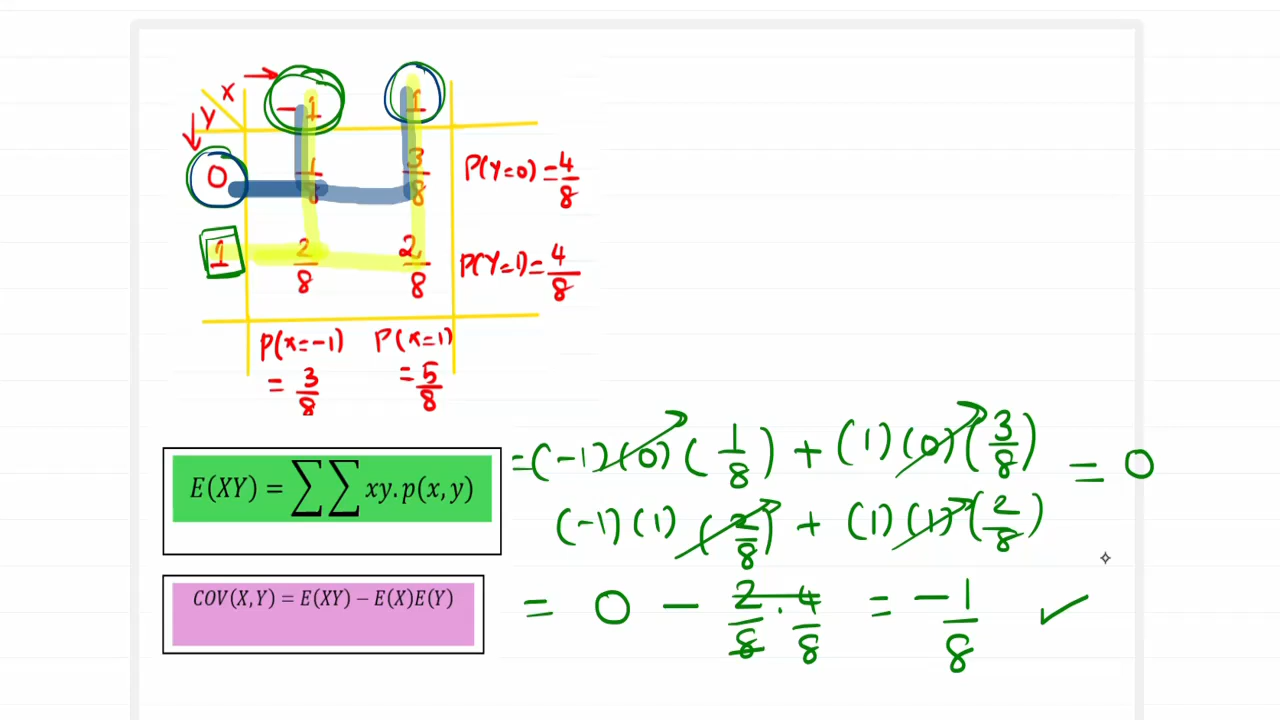 X -1 1
Y
0 1/8 3/8 P(Y=0) = 4/8
1 2/8 2/8 P(Y=1) = 4/8
P(x=-1) P(x=1)
= 3/8 = 5/8
= (-1)(0)(1/8) + (1)(0)(3/8) = 0
E(XY) = ∑∑ xy.p(x, y)
(-1)(1)(2/8) + (1)(1)(2/8)
COV(X, Y) = E(XY) − E(X)E(Y)
= 0 - 2/8 . 4/8 = -1/8 ✓